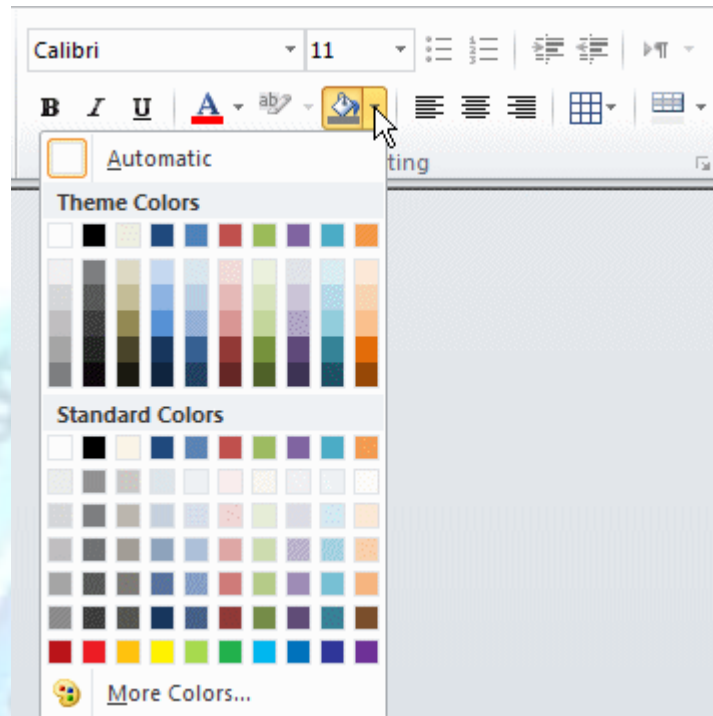 Calibri 11
B I U A ab
Automatic
ting
Theme Colors
Standard Colors
More Colors...